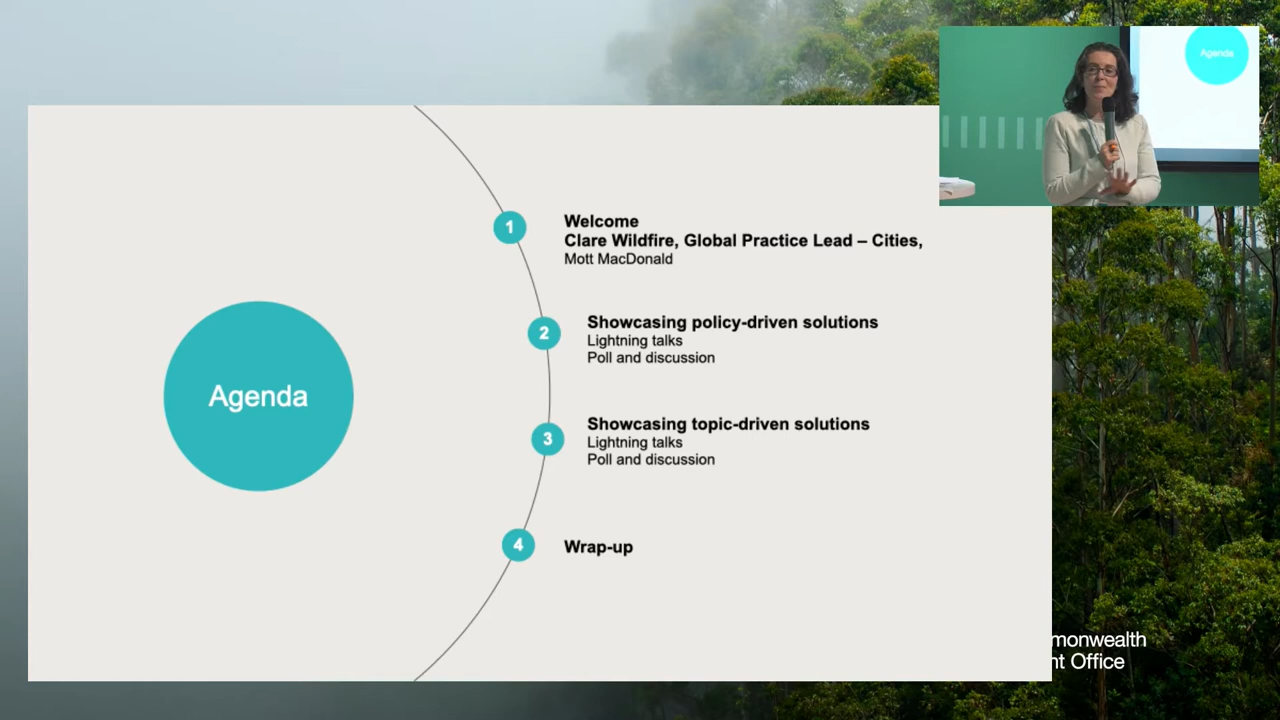 Agenda
Agenda
1
Welcome
Clare Wildfire, Global Practice Lead – Cities,
Mott MacDonald
2
Showcasing policy-driven solutions
Lightning talks
Poll and discussion
3
Showcasing topic-driven solutions
Lightning talks
Poll and discussion
4
Wrap-up
monwealth
nt Office